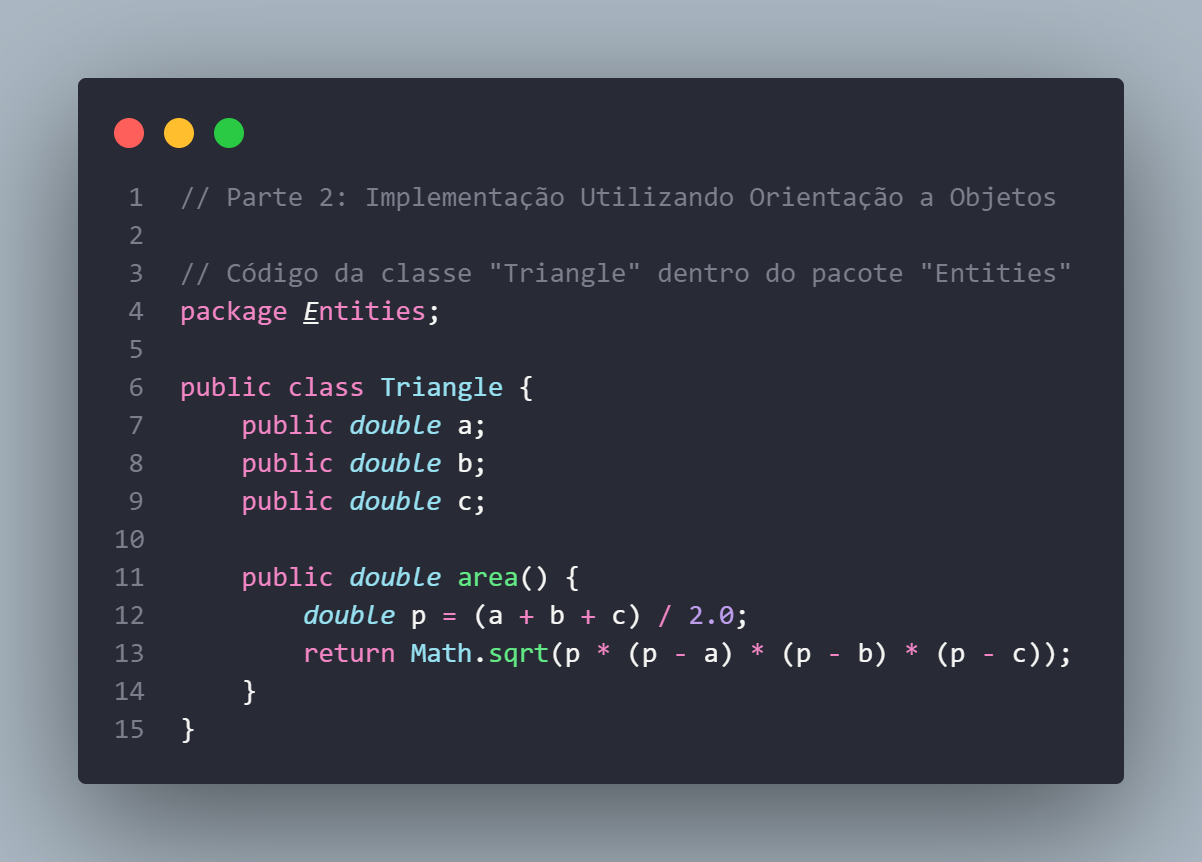 1 // Parte 2: Implementação Utilizando Orientação a Objetos
2
3 // Código da classe "Triangle" dentro do pacote "Entities"
4 package Entities;
5
6 public class Triangle {
7     public double a;
8     public double b;
9     public double c;
10
11     public double area() {
12         double p = (a + b + c) / 2.0;
13         return Math.sqrt(p * (p - a) * (p - b) * (p - c));
14     }
15 }